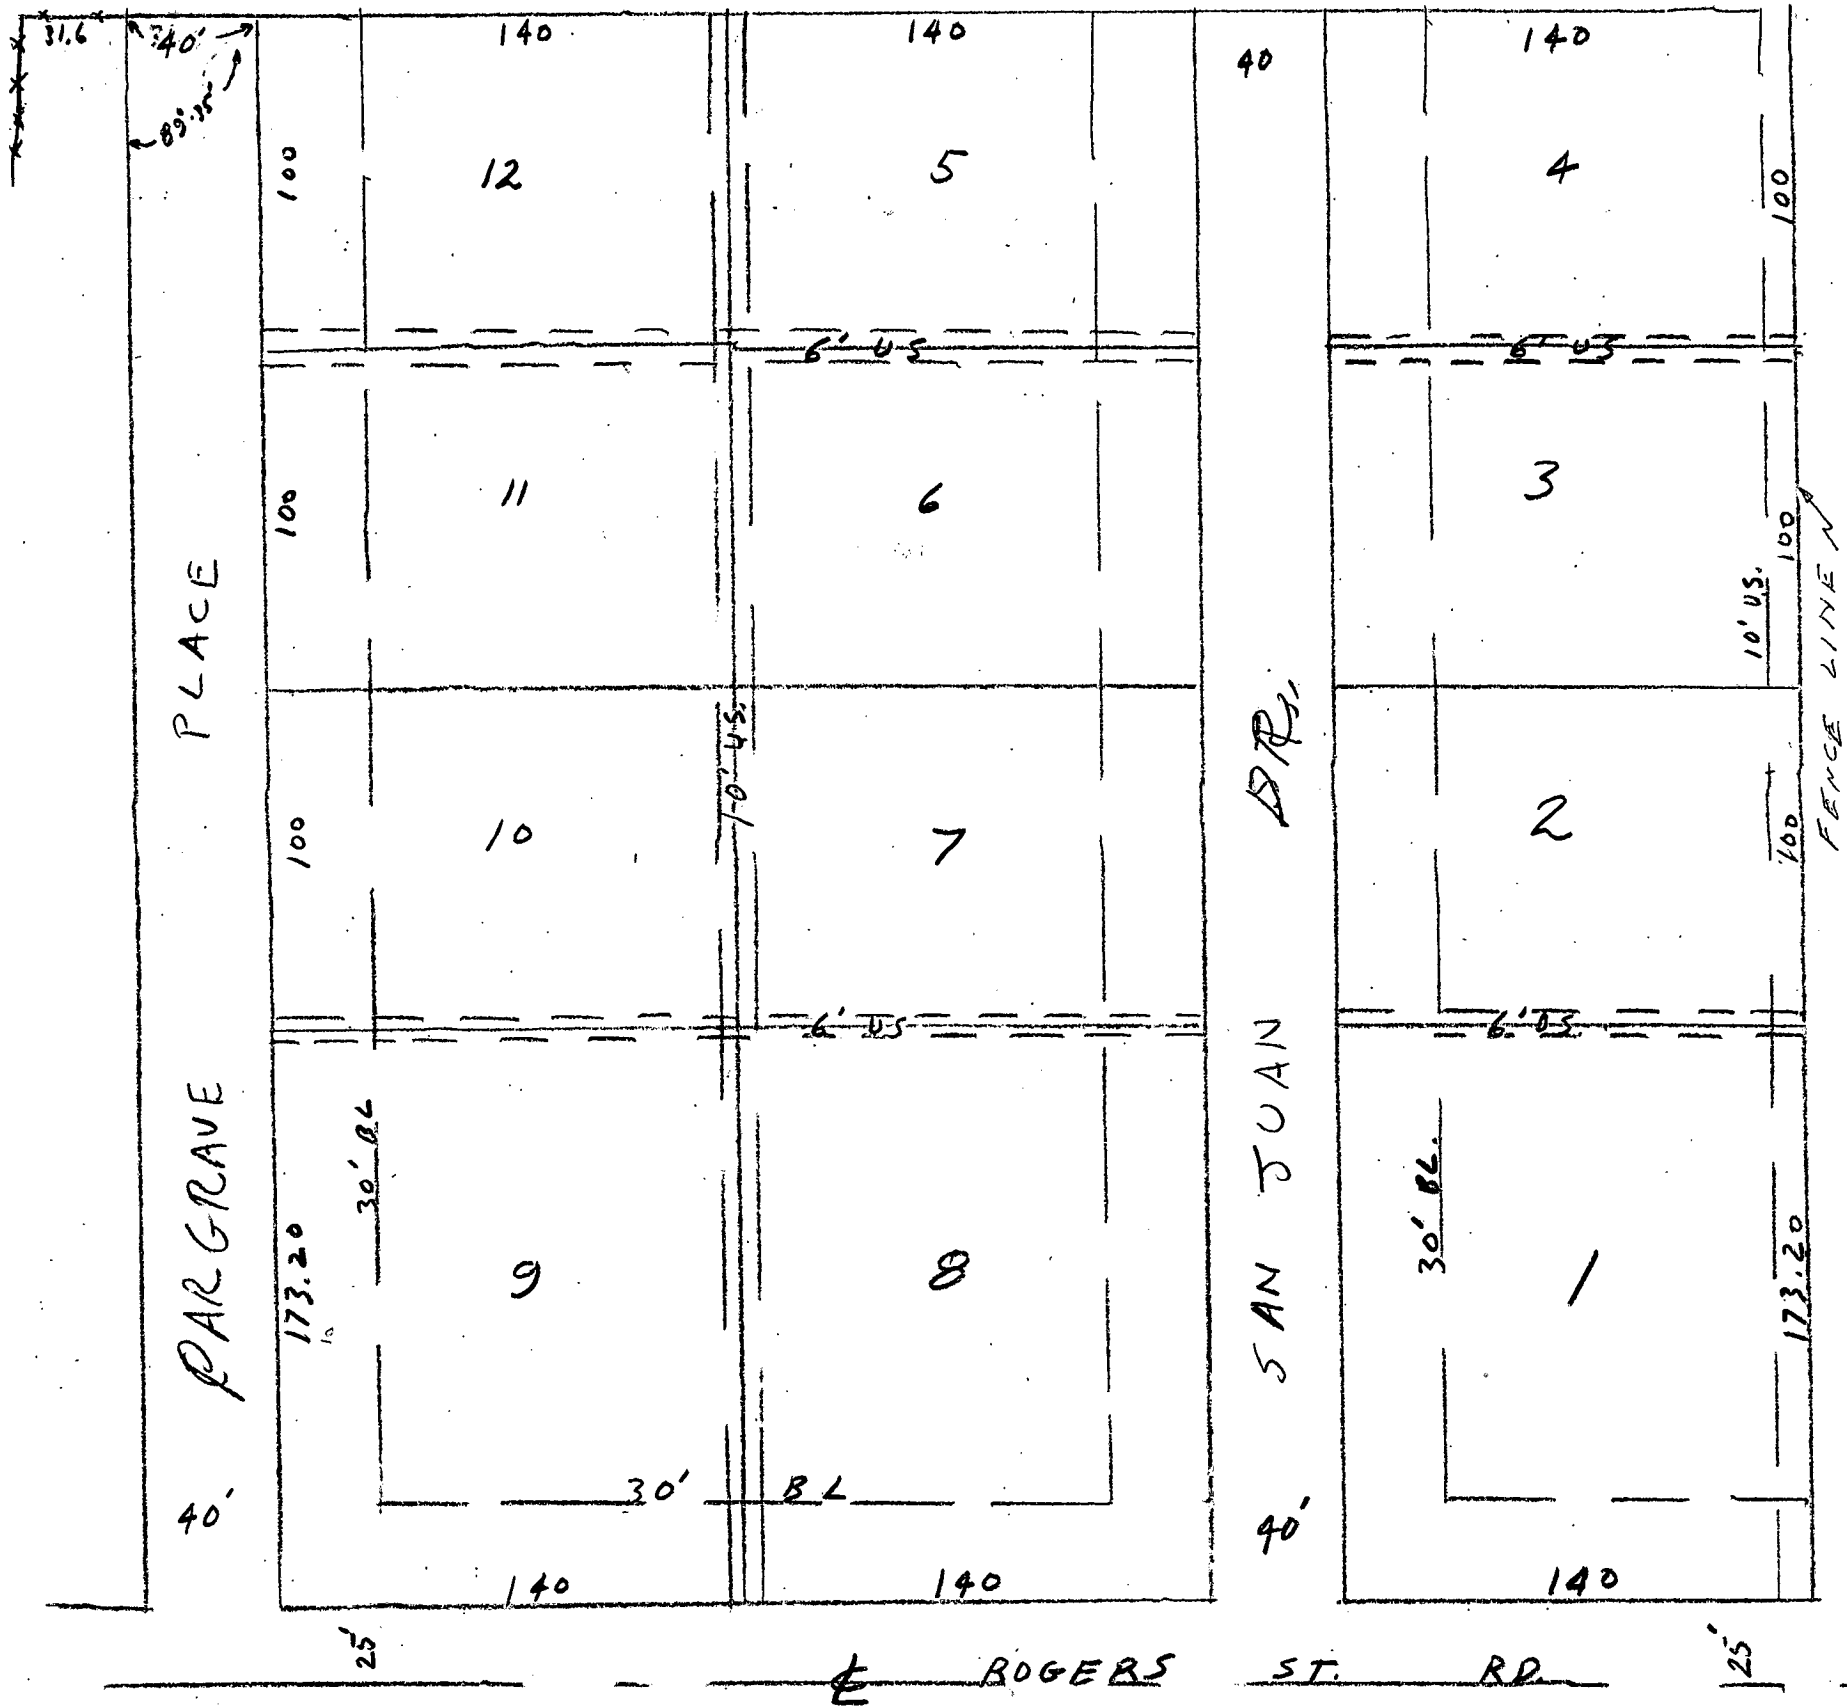 31.6 40' 140 140 40 140
89°35'
100 12 5 4 100
6' US 6' US
100 11 6 3 100
10' US.
FENCE LINE
PARGRAVE PLACE
SAN JUAN DR.
10' US.
100 10 7 2 100
6' US 6' US
30' BL 30' BL.
173.20 9 8 1 173.20
30' BL
40' 40'
140 140 140
25' 25'
℄ ROGERS ST. RD.